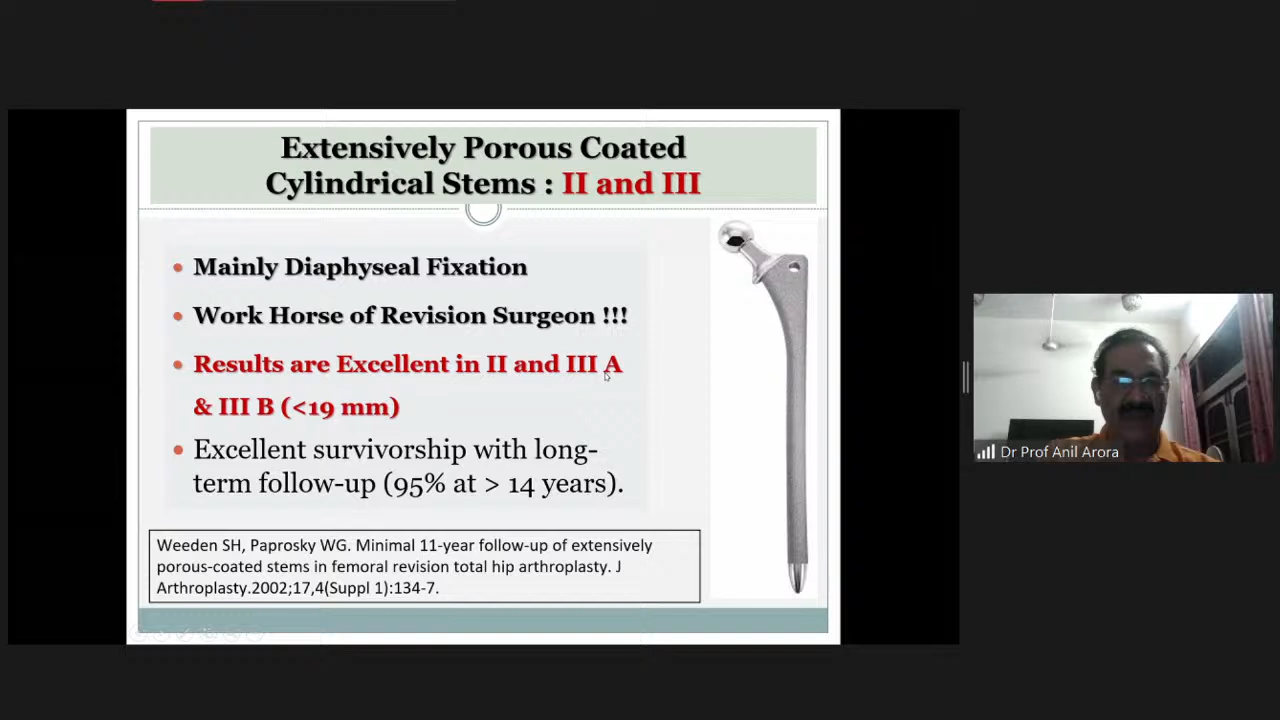 Extensively Porous Coated
Cylindrical Stems : II and III
• Mainly Diaphyseal Fixation
• Work Horse of Revision Surgeon !!!
• Results are Excellent in II and III A
& III B (<19 mm)
• Excellent survivorship with long-
term follow-up (95% at > 14 years).
Weeden SH, Paprosky WG. Minimal 11-year follow-up of extensively
porous-coated stems in femoral revision total hip arthroplasty. J
Arthroplasty.2002;17,4(Suppl 1):134-7.
Dr Prof Anil Arora